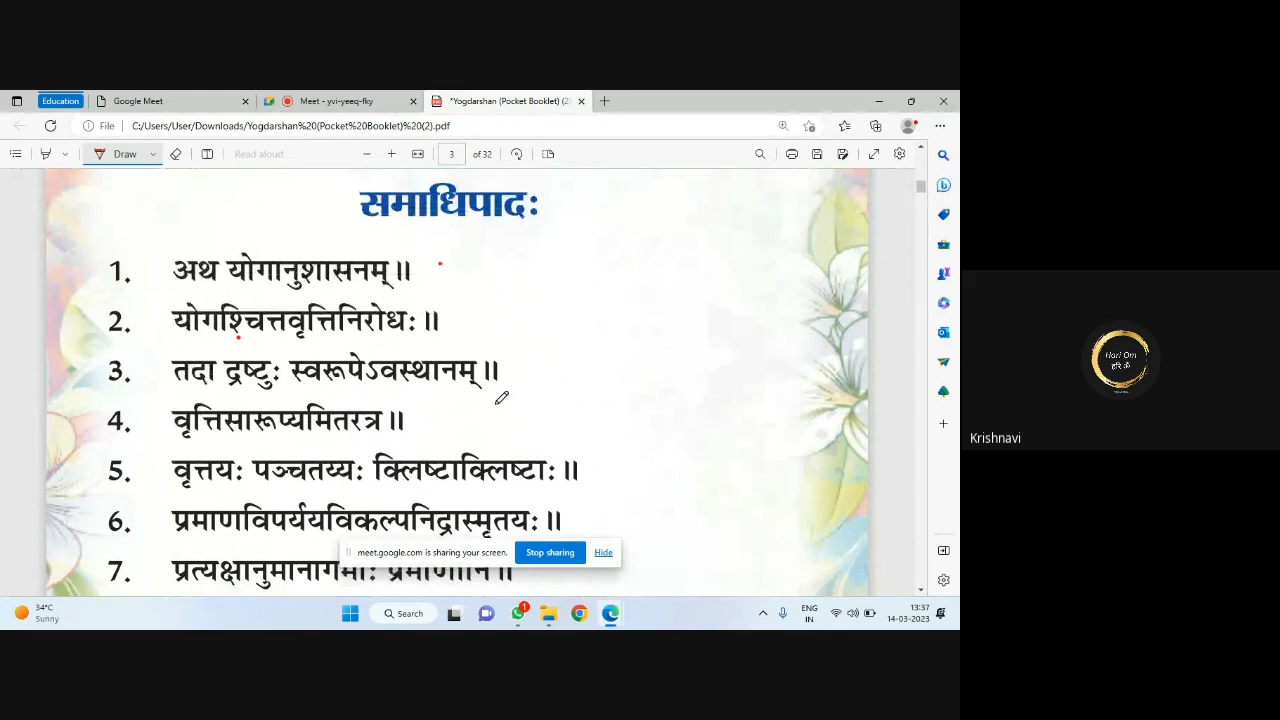 Education
Google Meet
Meet - yvi-yeeq-fky
*Yogdarshan (Pocket Booklet) (2)
File C:/Users/User/Downloads/Yogdarshan%20(Pocket%20Booklet)%20(2).pdf
Draw
Read aloud
3 of 32
समाधिपादः
1. अथ योगानुशासनम्॥
2. योगश्चित्तवृत्तिनिरोधः॥
3. तदा द्रष्टुः स्वरूपेऽवस्थानम्॥
4. वृत्तिसारूप्यमितरत्र॥
5. वृत्तयः पञ्चतय्यः क्लिष्टाक्लिष्टाः॥
6. प्रमाणविपर्ययविकल्पनिद्रास्मृतयः॥
meet.google.com is sharing your screen. Stop sharing Hide
7. प्रत्यक्षानुमानागमाः प्रमाणानि॥
34°C
Sunny
Search
1
ENG
IN
13:37
14-03-2023
Hari Om
हरि ॐ
Krishnavi